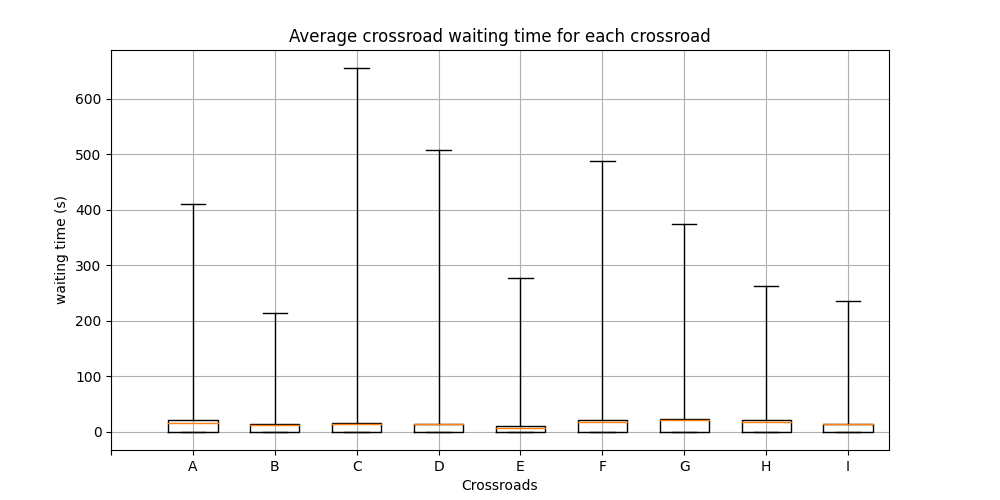 Average crossroad waiting time for each crossroad
600
500
400
300
200
100
0
waiting time (s)
A B C D E F G H I
Crossroads